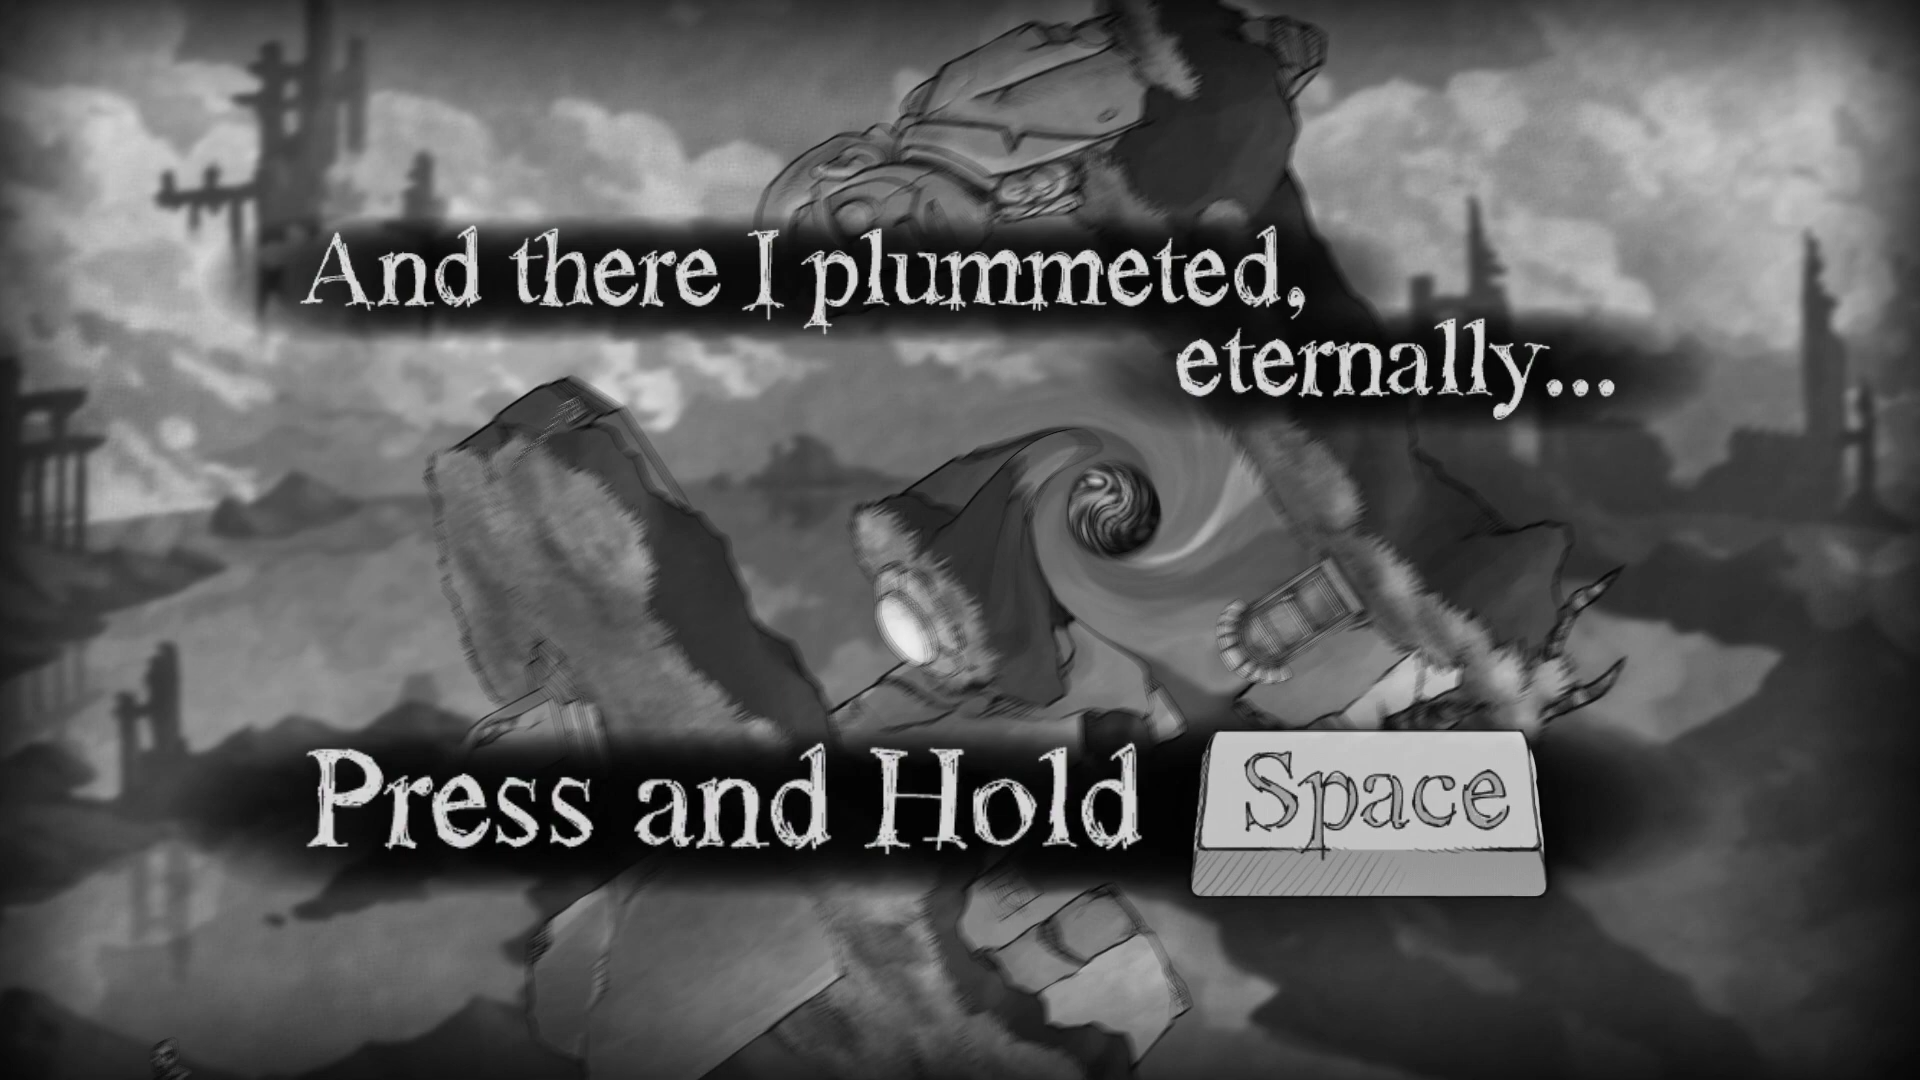 And there I plummeted,
eternally...
Press and Hold Space